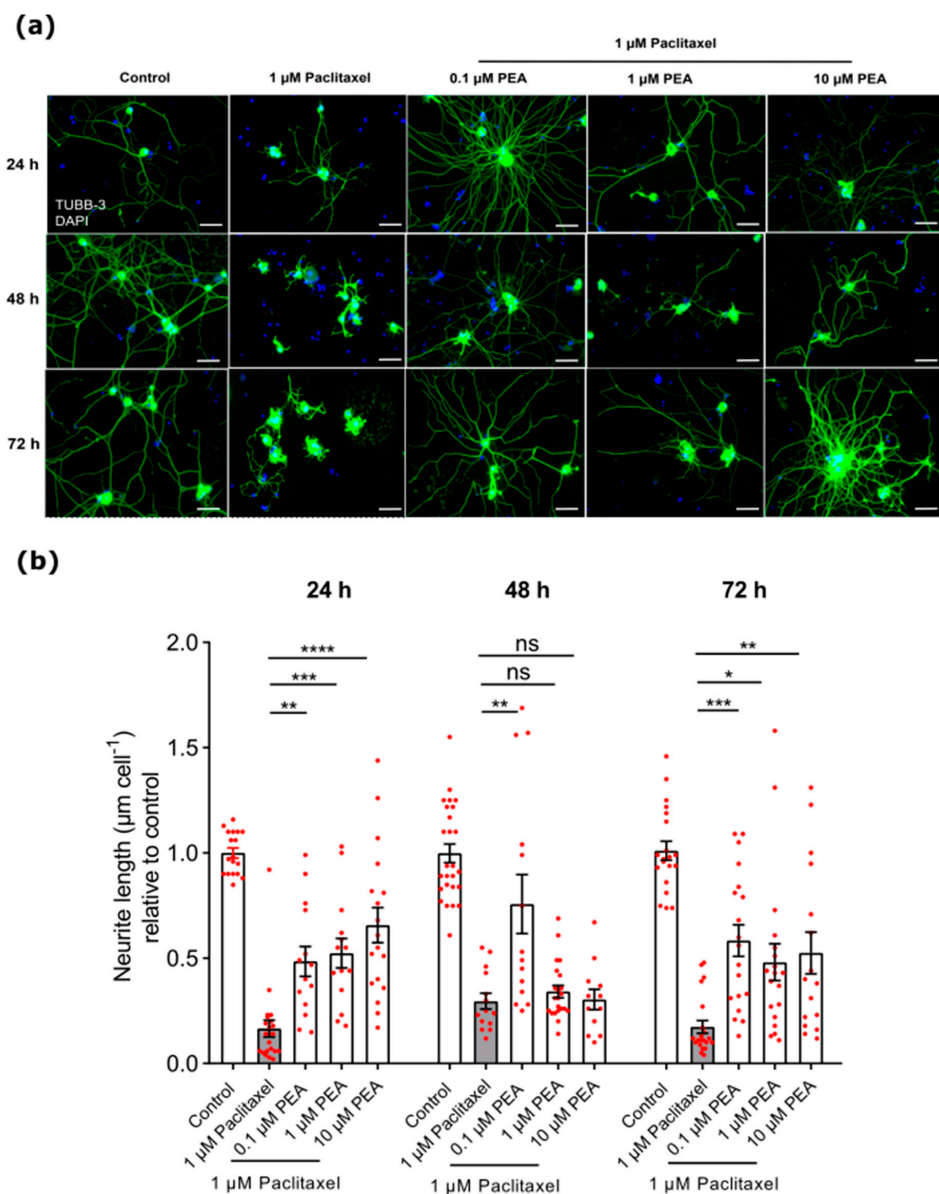 (a)
1 µM Paclitaxel
Control 1 µM Paclitaxel 0.1 µM PEA 1 µM PEA 10 µM PEA
24 h
TUBB-3
DAPI
48 h
72 h
(b)
24 h 48 h 72 h
Neurite length (µm cell⁻¹)
relative to control
2.0
1.5
1.0
0.5
0.0
**** 
***
**
ns
ns
**
**
*
***
Control 1 µM Paclitaxel 0.1 µM PEA 1 µM PEA 10 µM PEA
Control 1 µM Paclitaxel 0.1 µM PEA 1 µM PEA 10 µM PEA
Control 1 µM Paclitaxel 0.1 µM PEA 1 µM PEA 10 µM PEA
1 µM Paclitaxel 1 µM Paclitaxel 1 µM Paclitaxel